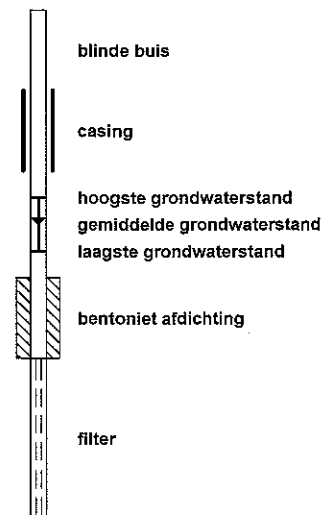 blinde buis
casing
hoogste grondwaterstand
gemiddelde grondwaterstand
laagste grondwaterstand
bentoniet afdichting
filter